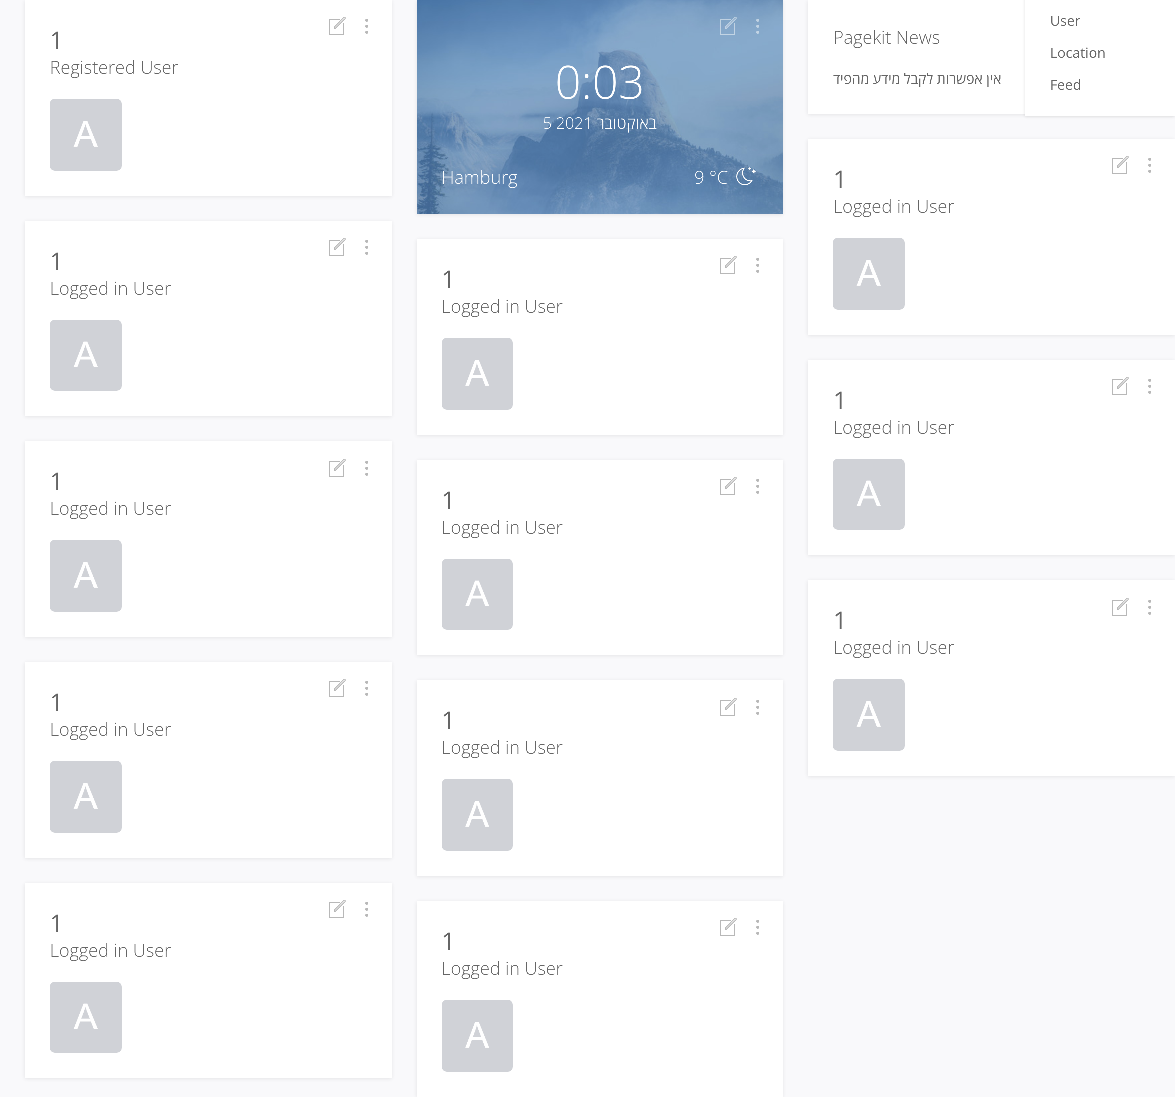 1
Registered User
A
1
Logged in User
A
1
Logged in User
A
1
Logged in User
A
1
Logged in User
A
0:03
5 באוקטובר 2021
Hamburg
9 °C
1
Logged in User
A
1
Logged in User
A
1
Logged in User
A
1
Logged in User
A
Pagekit News
אין אפשרות לקבל מידע מהפיד
User
Location
Feed
1
Logged in User
A
1
Logged in User
A
1
Logged in User
A